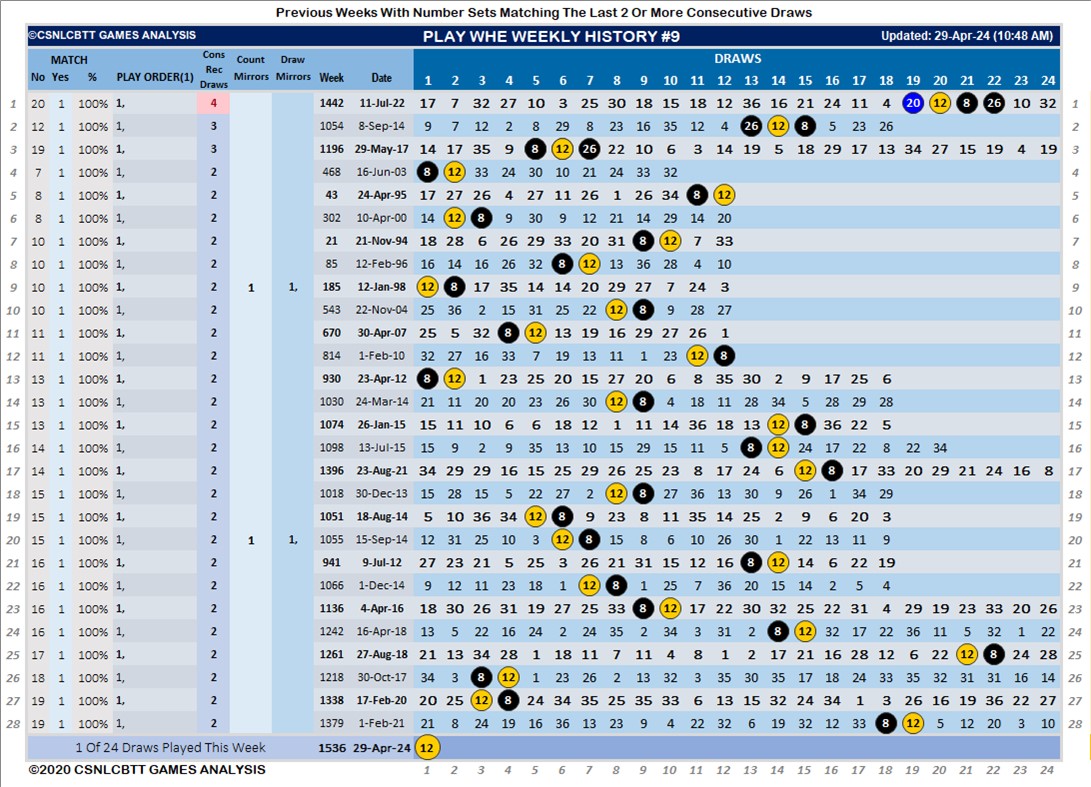 Previous Weeks With Number Sets Matching The Last 2 Or More Consecutive Draws
©CSNLCBTT GAMES ANALYSIS PLAY WHE WEEKLY HISTORY #9 Updated: 29-Apr-24 (10:48 AM)
MATCH Cons Count Draw DRAWS
No Yes % PLAY ORDER(1) Rec Draws Mirrors Mirrors Week Date 1 2 3 4 5 6 7 8 9 10 11 12 13 14 15 16 17 18 19 20 21 22 23 24
1 20 1 100% 1, 4 1442 11-Jul-22 17 7 32 27 10 3 25 30 18 15 18 12 36 16 21 24 11 4 20 12 8 22 10 32 1
2 12 1 100% 1, 3 1054 8-Sep-14 9 7 12 2 8 29 8 23 16 35 12 4 26 12 8 5 23 26 2
3 19 1 100% 1, 3 1196 29-May-17 14 17 35 9 8 12 26 22 10 6 3 14 19 5 18 29 17 13 34 27 15 19 4 19 3
4 7 1 100% 1, 2 468 16-Jun-03 8 12 33 24 30 10 21 24 33 32 4
5 8 1 100% 1, 2 43 24-Apr-95 17 27 26 4 27 11 26 1 26 34 8 12 5
6 8 1 100% 1, 2 302 10-Apr-00 14 12 8 9 30 9 12 21 14 29 14 20 6
7 10 1 100% 1, 2 21 21-Nov-94 18 28 6 26 29 33 20 31 8 12 7 33 7
8 10 1 100% 1, 2 85 12-Feb-96 16 14 16 26 32 8 12 13 36 28 4 10 8
9 10 1 100% 1, 2 1 1, 185 12-Jan-98 12 8 17 35 14 14 20 29 27 7 24 3 9
10 10 1 100% 1, 2 543 22-Nov-04 25 36 2 15 31 25 22 12 8 9 28 27 10
11 11 1 100% 1, 2 670 30-Apr-07 25 5 32 8 12 13 19 16 29 27 26 1 11
12 11 1 100% 1, 2 814 1-Feb-10 32 27 16 33 7 19 13 11 1 23 12 8 12
13 13 1 100% 1, 2 930 23-Apr-12 8 12 1 23 25 20 15 27 20 6 8 35 30 2 9 17 25 6 13
14 13 1 100% 1, 2 1030 24-Mar-14 21 11 20 20 23 26 30 12 8 4 18 11 28 34 5 28 29 28 14
15 13 1 100% 1, 2 1074 26-Jan-15 15 11 10 6 6 18 12 1 11 14 36 18 13 12 8 36 22 5 15
16 14 1 100% 1, 2 1098 13-Jul-15 15 9 2 9 35 13 10 15 29 15 11 5 8 12 24 17 22 8 22 34 16
17 14 1 100% 1, 2 1396 23-Aug-21 34 29 29 16 15 25 29 26 25 23 8 17 24 6 12 8 17 33 20 29 21 24 16 8 17
18 15 1 100% 1, 2 1018 30-Dec-13 15 28 15 5 22 27 2 12 8 27 36 13 30 9 26 1 34 29 18
19 15 1 100% 1, 2 1051 18-Aug-14 5 10 36 34 12 8 9 23 8 11 35 14 25 2 9 6 20 3 19
20 15 1 100% 1, 2 1 1, 1055 15-Sep-14 12 31 25 10 3 12 8 15 8 6 10 26 30 1 22 13 11 9 20
21 16 1 100% 1, 2 941 9-Jul-12 27 23 21 5 25 3 26 21 31 15 12 16 8 12 14 6 22 19 21
22 16 1 100% 1, 2 1066 1-Dec-14 9 12 11 23 18 1 12 8 1 25 7 36 20 15 14 2 5 4 22
23 16 1 100% 1, 2 1136 4-Apr-16 18 30 26 31 19 27 25 33 8 12 17 22 30 32 25 22 31 4 29 19 23 33 20 26 23
24 16 1 100% 1, 2 1242 16-Apr-18 13 5 22 16 24 2 24 35 2 34 3 31 2 8 12 32 17 22 36 11 5 32 1 22 24
25 17 1 100% 1, 2 1261 27-Aug-18 21 13 34 28 1 18 11 7 11 4 8 1 2 17 21 16 28 12 6 22 12 8 24 28 25
26 18 1 100% 1, 2 1218 30-Oct-17 34 3 8 12 1 23 26 2 13 32 3 35 30 35 17 18 24 33 35 32 31 31 16 14 26
27 19 1 100% 1, 2 1338 17-Feb-20 20 25 12 8 24 34 35 25 35 33 6 13 15 32 24 34 1 3 26 16 19 36 22 27 27
28 19 1 100% 1, 2 1379 1-Feb-21 21 8 24 19 16 36 13 23 9 4 22 32 6 19 32 12 33 8 12 5 12 20 3 10 28
1 Of 24 Draws Played This Week 1536 29-Apr-24 12
©2020 CSNLCBTT GAMES ANALYSIS 1 2 3 4 5 6 7 8 9 10 11 12 13 14 15 16 17 18 19 20 21 22 23 24